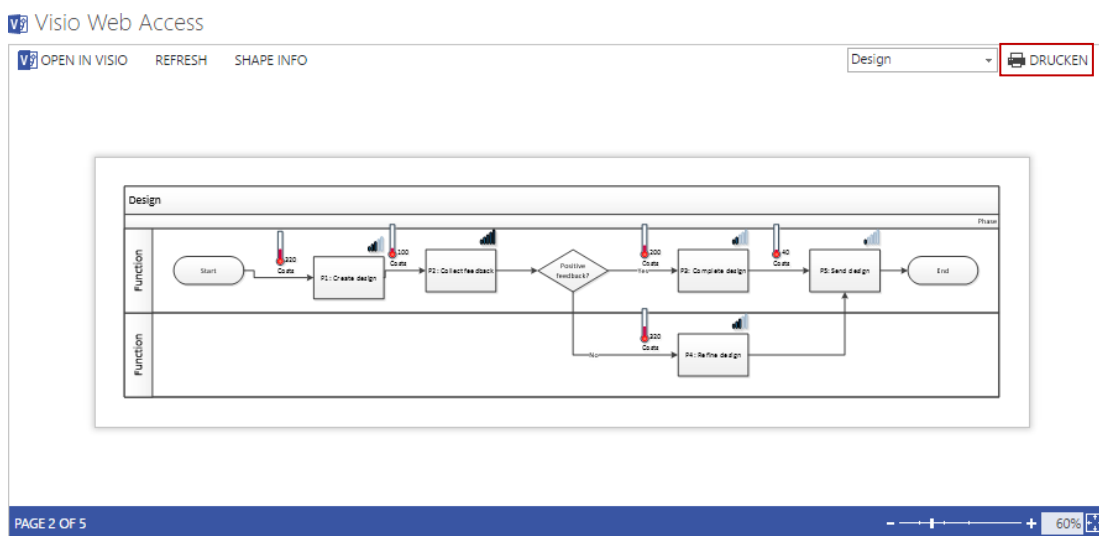 Visio Web Access
OPEN IN VISIO REFRESH SHAPE INFO Design DRUCKEN
Design
Phase
Function
Start
320
Costs
P1: Create design
100
Costs
P2: Collect feedback
Positive
feedback?
Yes
200
Costs
P3: Complete design
40
Costs
P5: Send design
End
Function
No
320
Costs
P4: Refine design
PAGE 2 OF 5
- + 60%